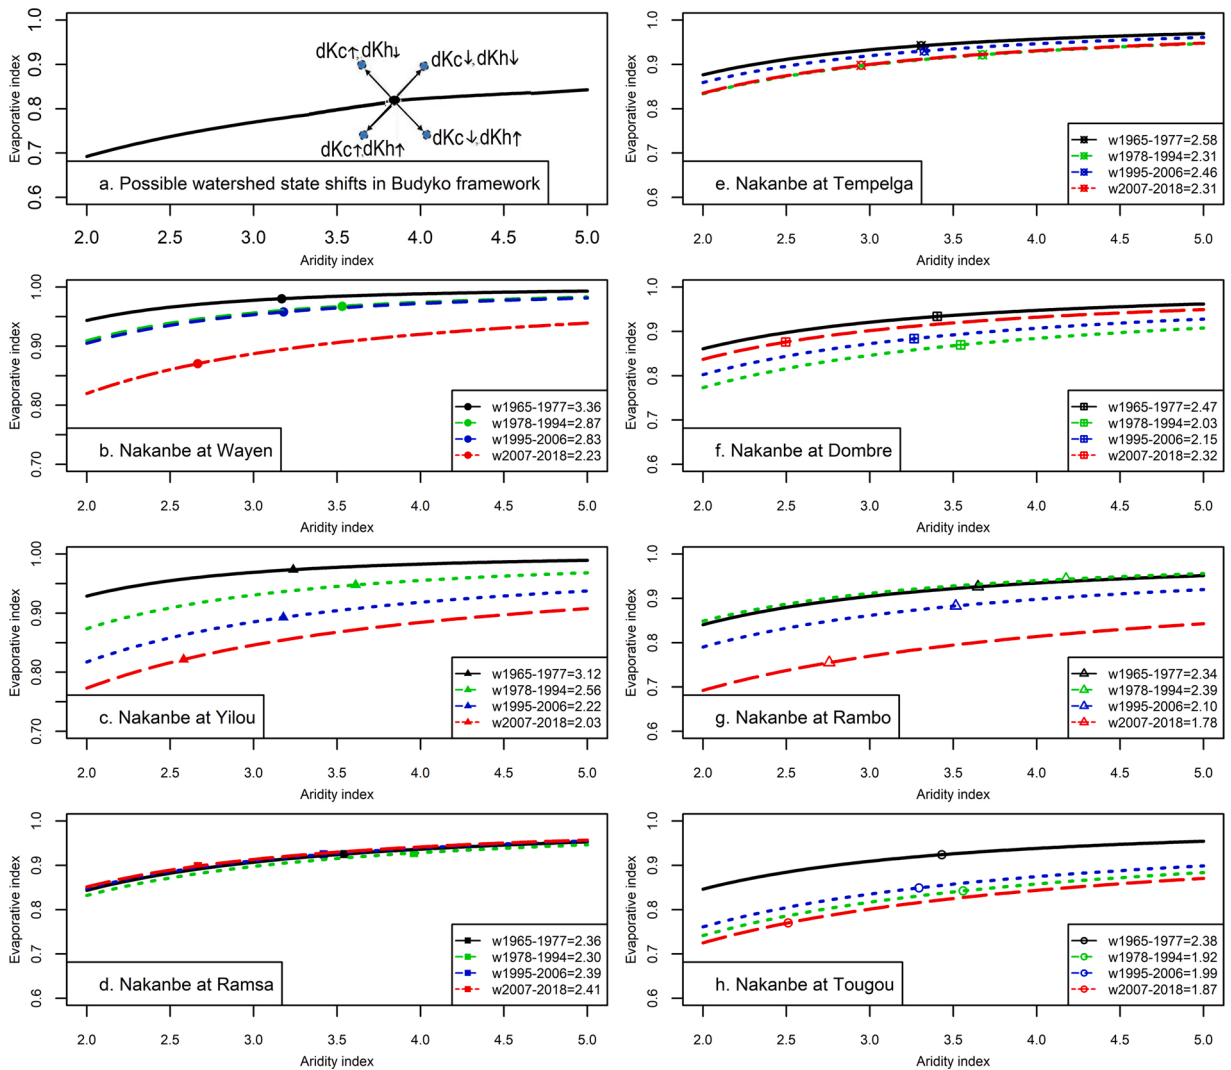 Evaporative index
1.0
0.9
0.8
0.7
0.6
dKc↑,dKh↓
dKc↓,dKh↓
dKc↑,dKh↑
dKc↓,dKh↑
a. Possible watershed state shifts in Budyko framework
2.0 2.5 3.0 3.5 4.0 4.5 5.0
Aridity index
Evaporative index
1.0
0.9
0.8
0.7
0.6
w1965-1977=2.58
w1978-1994=2.31
w1995-2006=2.46
w2007-2018=2.31
e. Nakanbe at Tempelga
2.0 2.5 3.0 3.5 4.0 4.5 5.0
Aridity index
Evaporative index
1.00
0.90
0.80
0.70
w1965-1977=3.36
w1978-1994=2.87
w1995-2006=2.83
w2007-2018=2.23
b. Nakanbe at Wayen
2.0 2.5 3.0 3.5 4.0 4.5 5.0
Aridity index
Evaporative index
1.0
0.9
0.8
0.7
0.6
w1965-1977=2.47
w1978-1994=2.03
w1995-2006=2.15
w2007-2018=2.32
f. Nakanbe at Dombre
2.0 2.5 3.0 3.5 4.0 4.5 5.0
Aridity index
Evaporative index
1.00
0.90
0.80
0.70
w1965-1977=3.12
w1978-1994=2.56
w1995-2006=2.22
w2007-2018=2.03
c. Nakanbe at Yilou
2.0 2.5 3.0 3.5 4.0 4.5 5.0
Aridity index
Evaporative index
1.0
0.9
0.8
0.7
0.6
w1965-1977=2.34
w1978-1994=2.39
w1995-2006=2.10
w2007-2018=1.78
g. Nakanbe at Rambo
2.0 2.5 3.0 3.5 4.0 4.5 5.0
Aridity index
Evaporative index
1.0
0.9
0.8
0.7
0.6
w1965-1977=2.36
w1978-1994=2.30
w1995-2006=2.39
w2007-2018=2.41
d. Nakanbe at Ramsa
2.0 2.5 3.0 3.5 4.0 4.5 5.0
Aridity index
Evaporative index
1.0
0.9
0.8
0.7
0.6
w1965-1977=2.38
w1978-1994=1.92
w1995-2006=1.99
w2007-2018=1.87
h. Nakanbe at Tougou
2.0 2.5 3.0 3.5 4.0 4.5 5.0
Aridity index